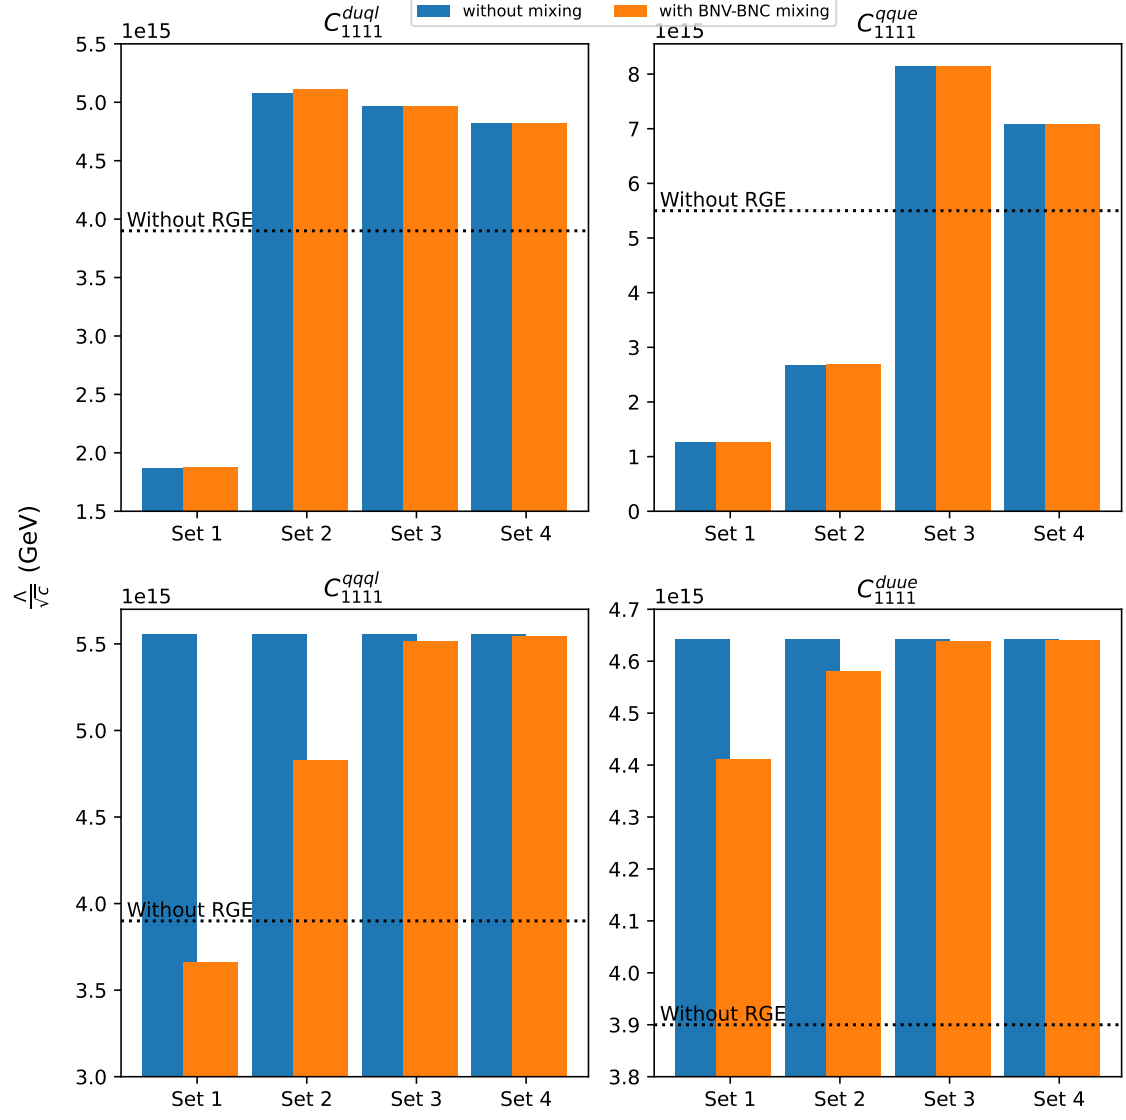 without mixing with BNV-BNC mixing
1e15 C^{duql}_{1111}
5.5
5.0
4.5
4.0
3.5
3.0
2.5
2.0
1.5
Without RGE
Set 1 Set 2 Set 3 Set 4
1e15 C^{qque}_{1111}
8
7
6
5
4
3
2
1
0
Without RGE
Set 1 Set 2 Set 3 Set 4
Λ/√c (GeV)
1e15 C^{qqql}_{1111}
5.5
5.0
4.5
4.0
3.5
3.0
Without RGE
Set 1 Set 2 Set 3 Set 4
1e15 C^{duue}_{1111}
4.7
4.6
4.5
4.4
4.3
4.2
4.1
4.0
3.9
3.8
Without RGE
Set 1 Set 2 Set 3 Set 4